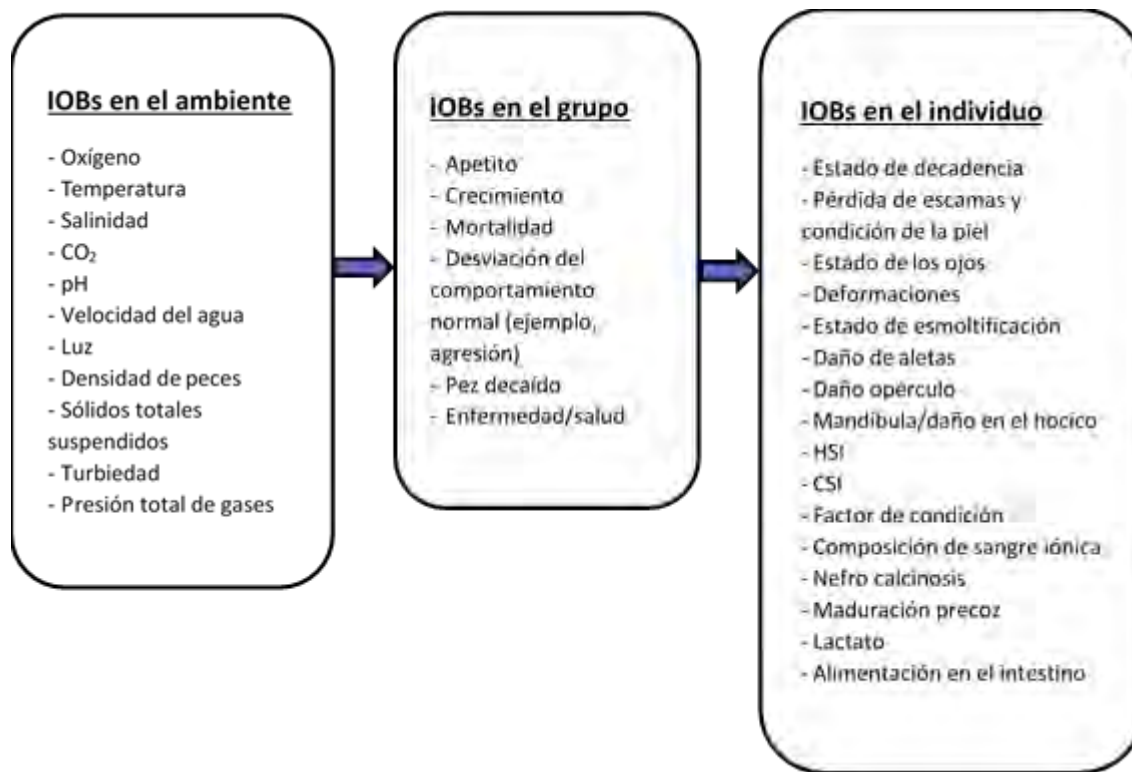 IOBs en el ambiente
- Oxígeno
- Temperatura
- Salinidad
- CO₂
- pH
- Velocidad del agua
- Luz
- Densidad de peces
- Sólidos totales
suspendidos
- Turbiedad
- Presión total de gases
IOBs en el grupo
- Apetito
- Crecimiento
- Mortalidad
- Desviación del
comportamiento
normal (ejemplo,
agresión)
- Pez decaído
- Enfermedad/salud
IOBs en el individuo
- Estado de decadencia
- Pérdida de escamas y
condición de la piel
- Estado de los ojos
- Deformaciones
- Estado de esmoltificación
- Daño de aletas
- Daño opérculo
- Mandíbula/daño en el hocico
- HSI
- CSI
- Factor de condición
- Composición de sangre iónica
- Nefro calcinosis
- Maduración precoz
- Lactato
- Alimentación en el intestino